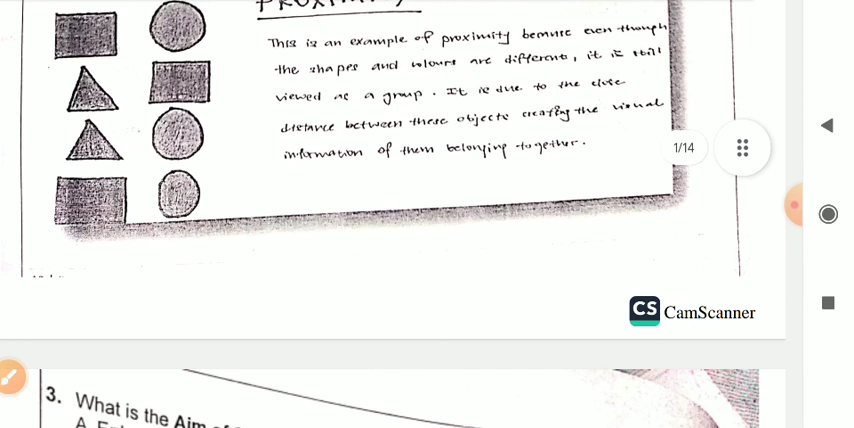 PROXIMITY
This is an example of proximity because even though
the shapes and colours are different, it is still
viewed as a group. It is due to the close
distance between these objects creating the visual
information of them belonging together.
1/14
CS CamScanner
3. What is the Aim